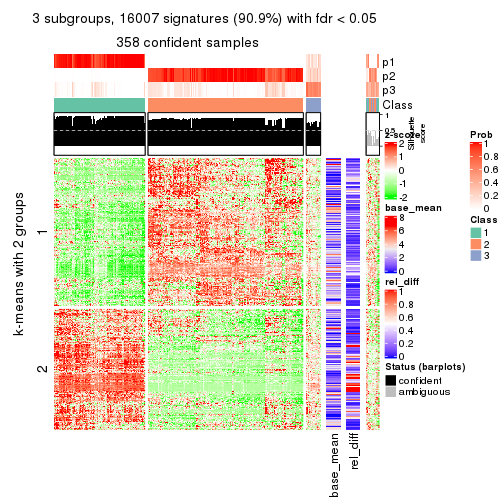 3 subgroups, 16007 signatures (90.9%) with fdr < 0.05
358 confident samples
p1
p2
p3
Class
1
0.5
0
Silhouette
score
k-means with 2 groups
1
2
base_mean
rel_diff
z-score
2
1
0
-1
-2
base_mean
8
6
4
2
0
rel_diff
1
0.8
0.6
0.4
0.2
0
Status (barplots)
confident
ambiguous
Prob
1
0.8
0.6
0.4
0.2
0
Class
1
2
3